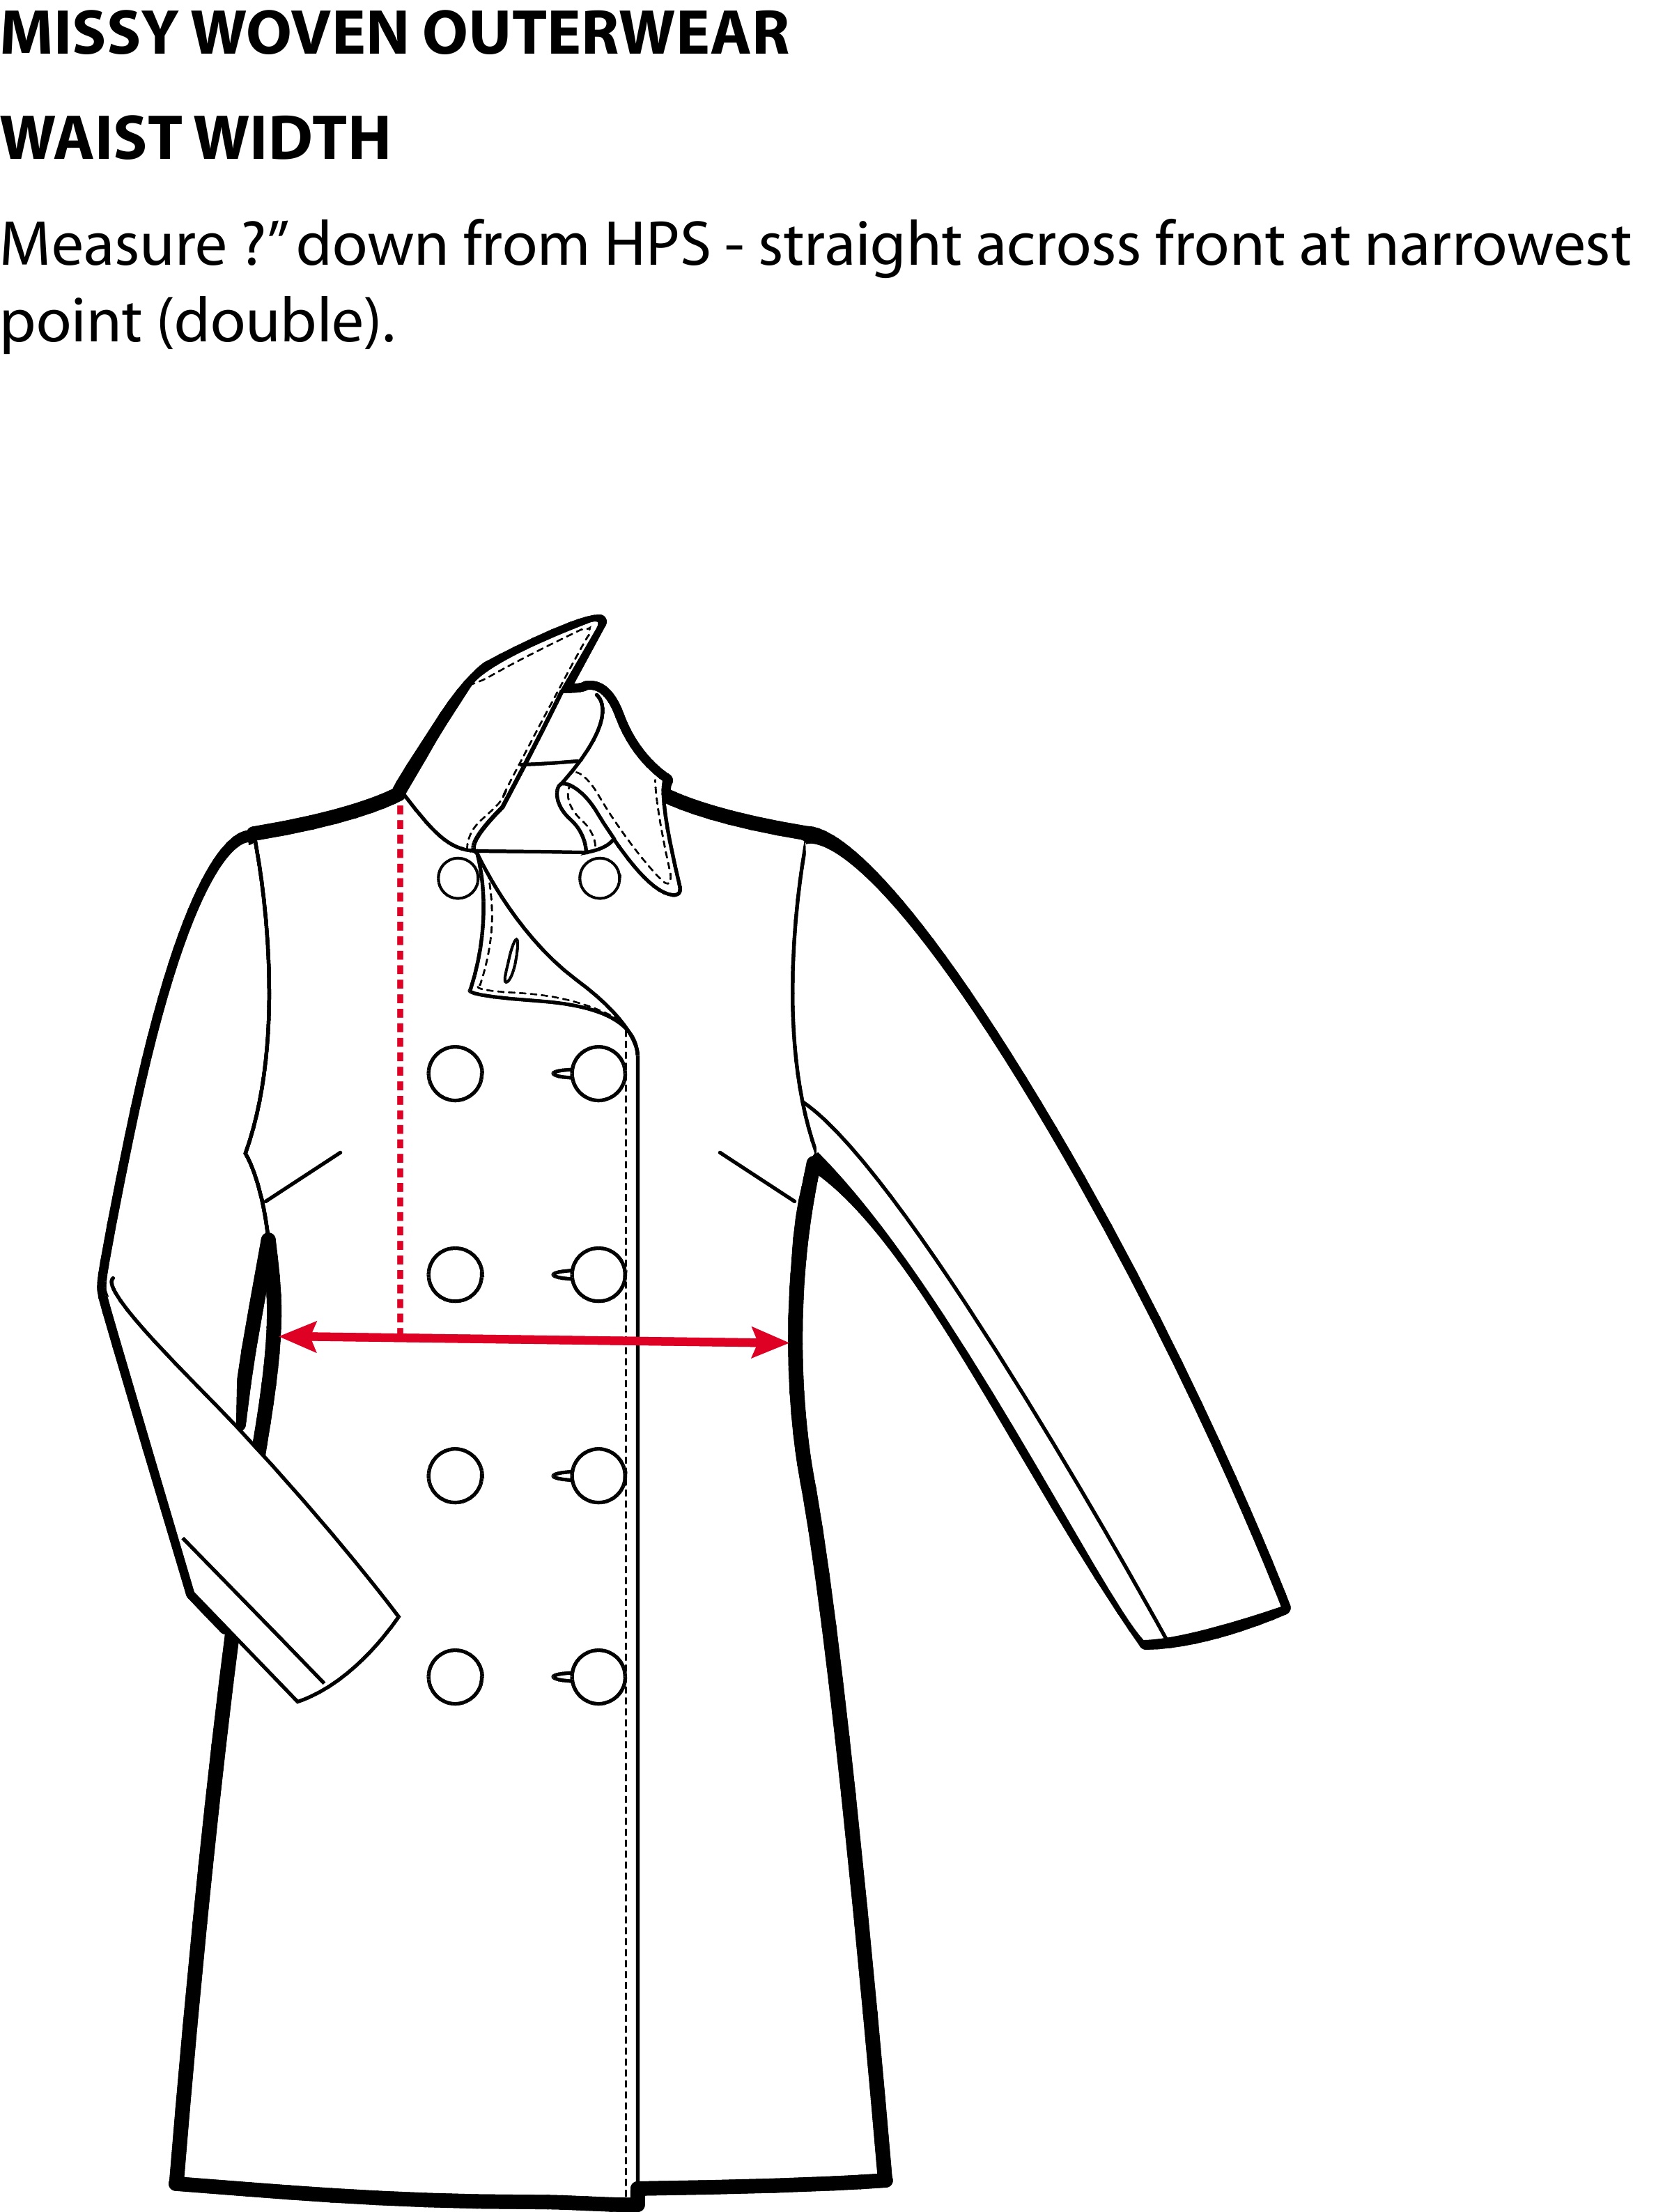 MISSY WOVEN OUTERWEAR
WAIST WIDTH
Measure ?” down from HPS - straight across front at narrowest
point (double).